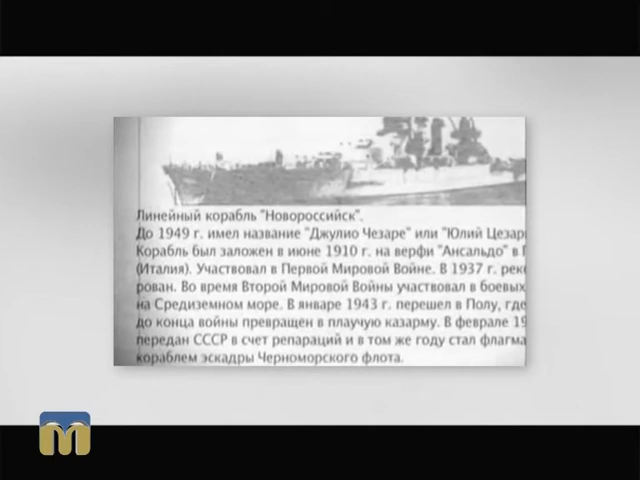 Линейный корабль "Новороссийск".
До 1949 г. имел название "Джулио Чезаре" или "Юлий Цезар
Корабль был заложен в июне 1910 г. на верфи "Ансальдо" в
(Италия). Участвовал в Первой Мировой Войне. В 1937 г. рек
рован. Во время Второй Мировой Войны участвовал в боевых
на Средиземном море. В январе 1943 г. перешел в Полу, где
до конца войны превращен в плаучую казарму. В феврале 19
передан СССР в счет репараций и в том же году стал флагма
кораблем эскадры Черноморского флота.
M